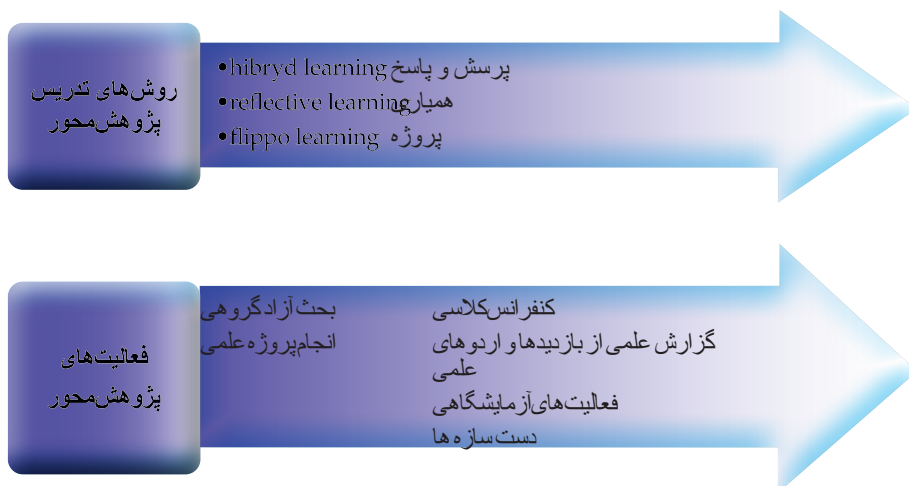 روش‌های تدریس
پژوهش‌محور
•hibryd learning پرسش و پاسخ
•reflective learning همیاری
•flippo learning پروژه
فعالیت‌های
پژوهش‌محور
کنفرانس‌کلاسی
گزارش علمی از بازدیدها و اردوهای
علمی
فعالیت‌های‌آزمایشگاهی
دست سازه ها
بحث آزاد گروهی
انجام‌پروژه علمی